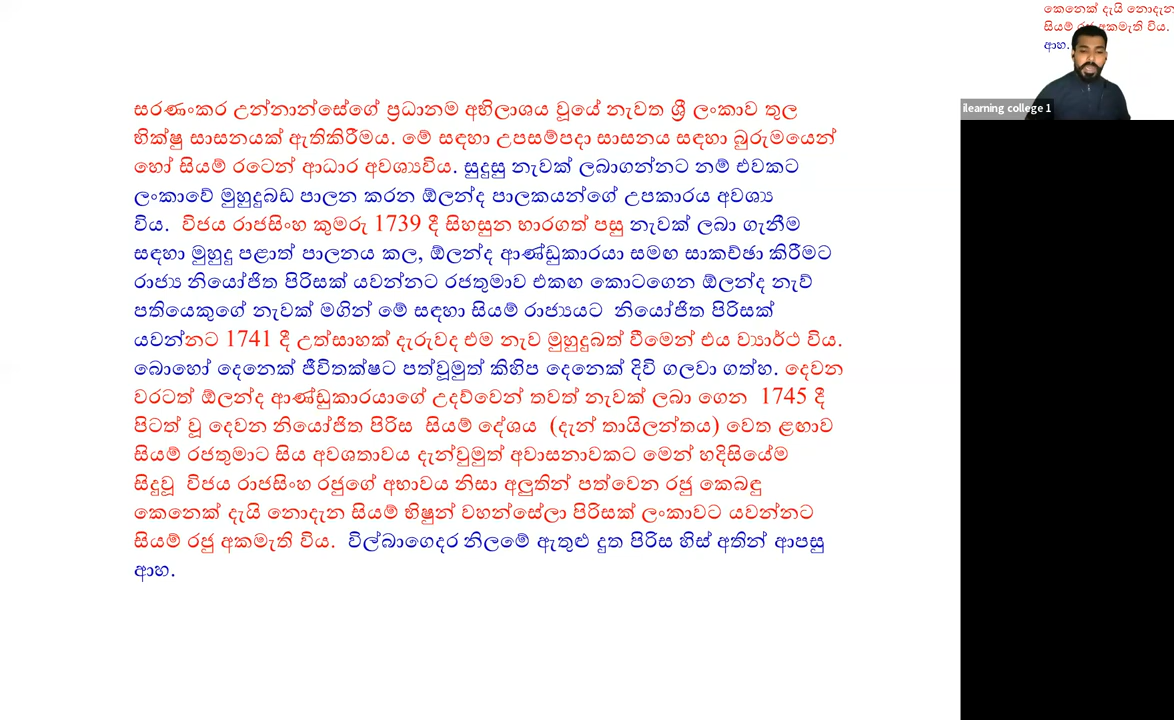 සරණංකර උන්නාන්සේගේ ප්‍රධානම අභිලාශය වූයේ නැවත ශ්‍රී ලංකාව තුල
භික්ෂු සාසනයක් ඇතිකිරීමය. මේ සඳහා උපසම්පදා සාසනය සඳහා බුරුමයෙන්
හෝ සියම් රටෙන් ආධාර අවශ්‍යවිය. සුදුසු නැවක් ලබාගන්නට නම් එවකට
ලංකාවේ මුහුදුබඩ පාලන කරන ඕලන්ද පාලකයන්ගේ උපකාරය අවශ්‍ය
විය. විජය රාජසිංහ කුමරු 1739 දී සිහසුන භාරගත් පසු නැවක් ලබා ගැනීම
සඳහා මුහුදු පළාත් පාලනය කල, ඕලන්ද ආණ්ඩුකාරයා සමඟ සාකච්ඡා කිරීමට
රාජ්‍ය නියෝජිත පිරිසක් යවන්නට රජතුමාව එකඟ කොටගෙන ඕලන්ද නැව්
පතියෙකුගේ නැවක් මගින් මේ සඳහා සියම් රාජ්‍යයට නියෝජිත පිරිසක්
යවන්නට 1741 දී උත්සාහක් දැරුවද එම නැව මුහුදුබත් වීමෙන් එය ව්‍යාර්ථ විය.
බොහෝ දෙනෙක් ජීවිතක්ෂට පත්වූමුත් කිහිප දෙනෙක් දිවි ගලවා ගත්හ. දෙවන
වරටත් ඕලන්ද ආණ්ඩුකාරයාගේ උදව්වෙන් තවත් නැවක් ලබා ගෙන 1745 දී
පිටත් වූ දෙවන නියෝජිත පිරිස සියම් දේශය (දැන් තායිලන්තය) වෙත ළඟාව
සියම් රජතුමාට සිය අවශතාවය දැන්වුමුත් අවාසනාවකට මෙන් හදිසියේම
සිදුවූ විජය රාජසිංහ රජුගේ අභාවය නිසා අලුතින් පත්වෙන රජු කෙබඳු
කෙනෙක් දැයි නොදැන සියම් භිෂුන් වහන්සේලා පිරිසක් ලංකාවට යවන්නට
සියම් රජු අකමැති විය. විල්බාගෙදර නිලමේ ඇතුළු දූත පිරිස හිස් අතින් ආපසු
ආහ.
කෙනෙක් දැයි නොදැන
සියම් රජු අකමැති විය.
ආහ.
ilearning college 1